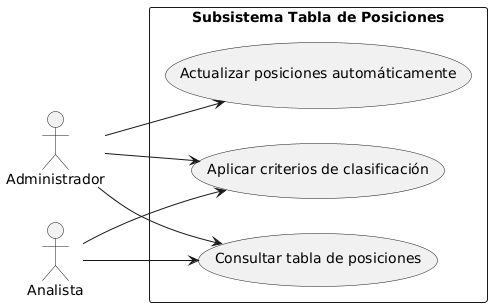 Subsistema Tabla de Posiciones
Actualizar posiciones automáticamente
Administrador
Aplicar criterios de clasificación
Analista
Consultar tabla de posiciones